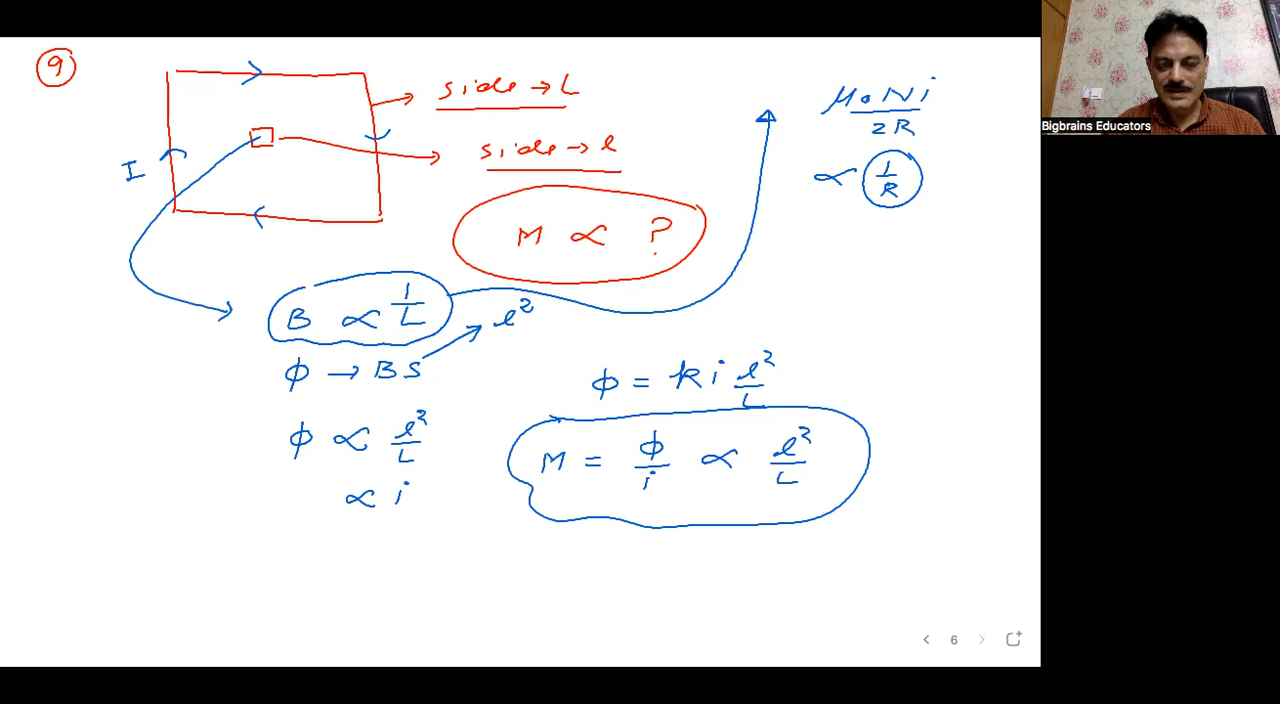 9
side → L
side → l
I
M ∝ ?
μ₀Ni/2R
∝ 1/R
B ∝ 1/L
l²
φ → BS
φ ∝ l²/L
∝ i
φ = ki l²/L
M = φ/i ∝ l²/L
Bigbrains Educators
6